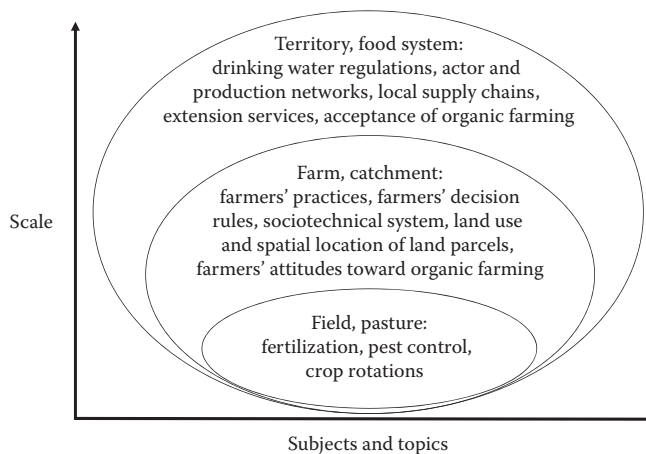 Territory, food system:
drinking water regulations, actor and
production networks, local supply chains,
extension services, acceptance of organic farming
Farm, catchment:
farmers’ practices, farmers’ decision
rules, sociotechnical system, land use
and spatial location of land parcels,
farmers’ attitudes toward organic farming
Field, pasture:
fertilization, pest control,
crop rotations
Scale
Subjects and topics